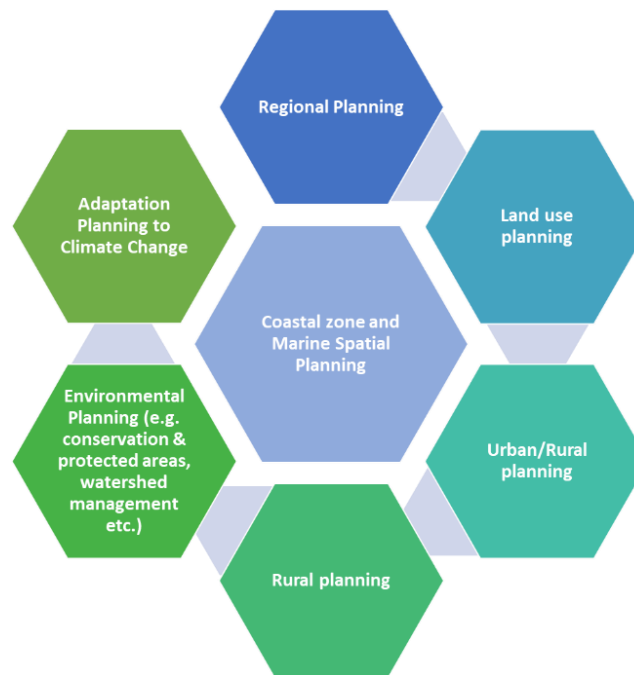 Regional Planning
Adaptation
Planning to
Climate Change
Land use
planning
Coastal zone and
Marine Spatial
Planning
Environmental
Planning (e.g.
conservation &
protected areas,
watershed
management
etc.)
Urban/Rural
planning
Rural planning